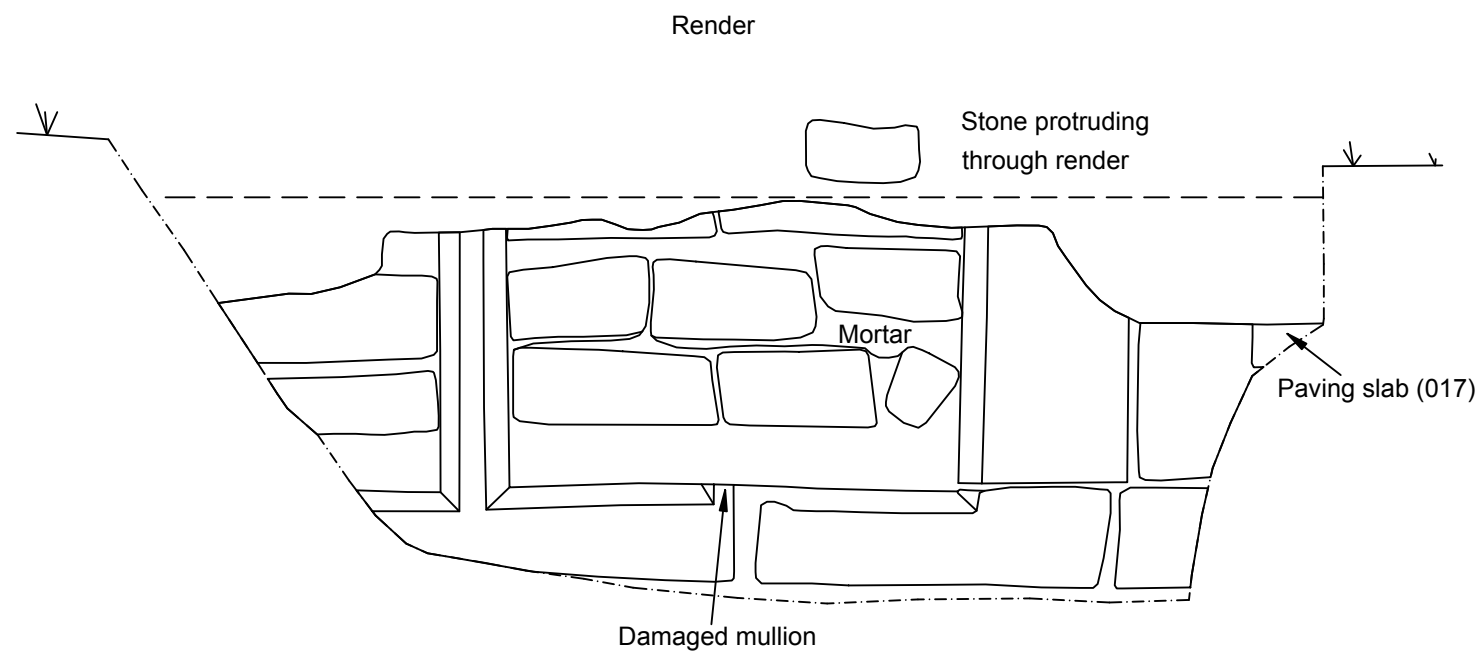 Render
Stone protruding
through render
Mortar
Paving slab (017)
Damaged mullion